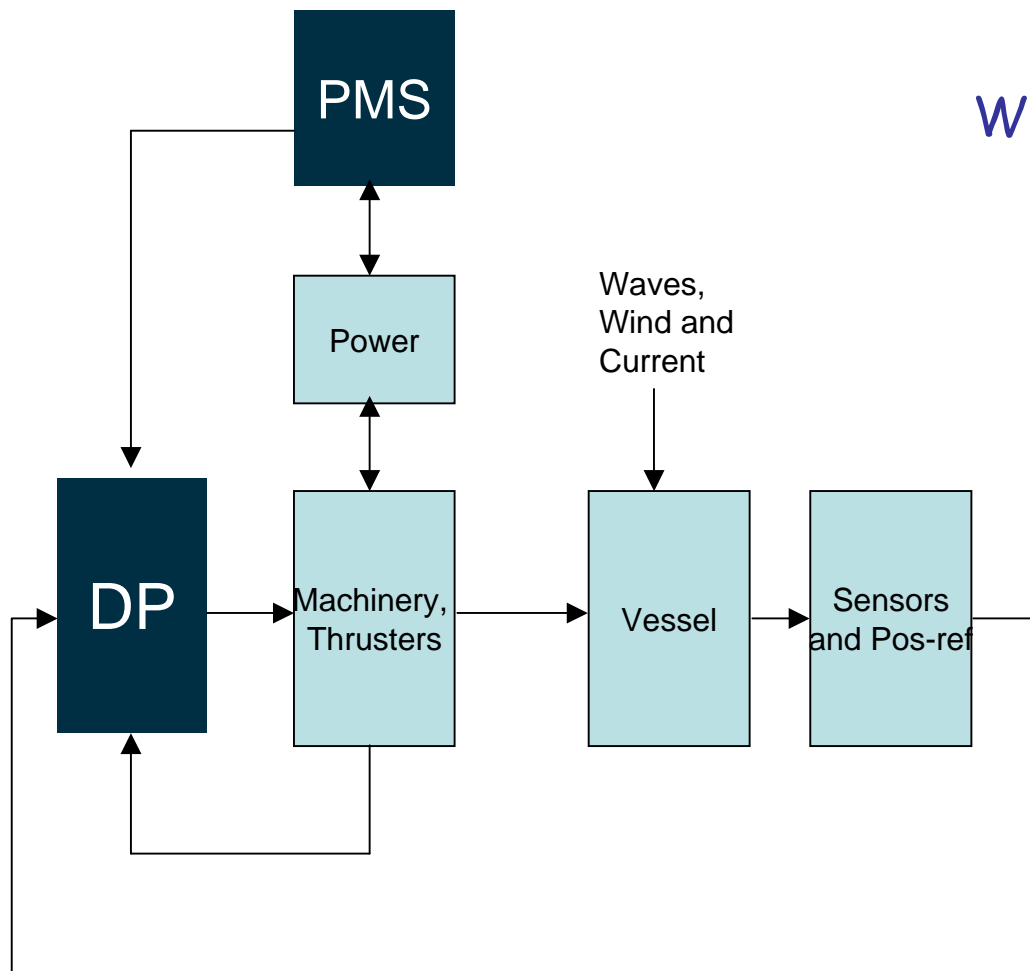 PMS
W
Power
Waves,
Wind and
Current
DP
Machinery,
Thrusters
Vessel
Sensors
and Pos-ref